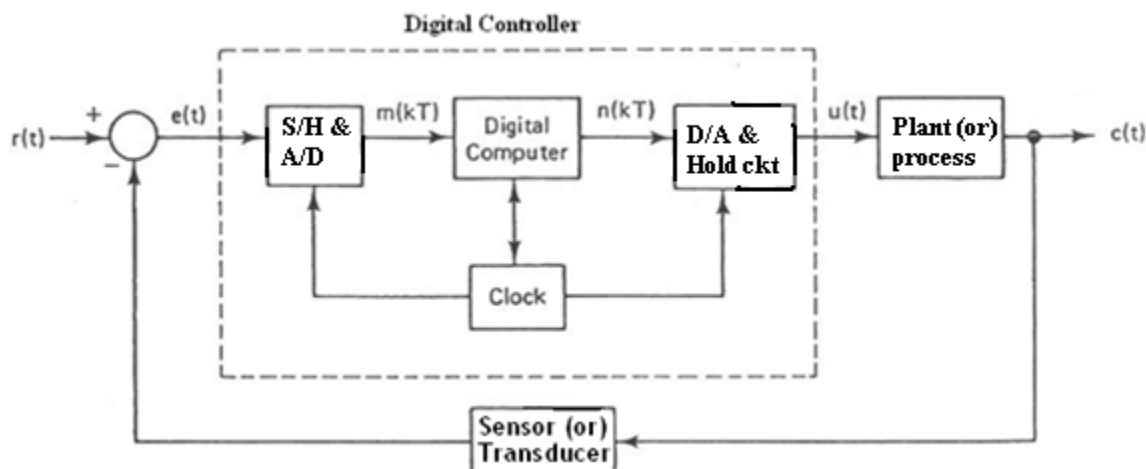 Digital Controller
+
e(t)
r(t)
−
S/H &
A/D
m(kT)
Digital
Computer
n(kT)
D/A &
Hold ckt
u(t)
Plant (or)
process
c(t)
Clock
Sensor (or)
Transducer